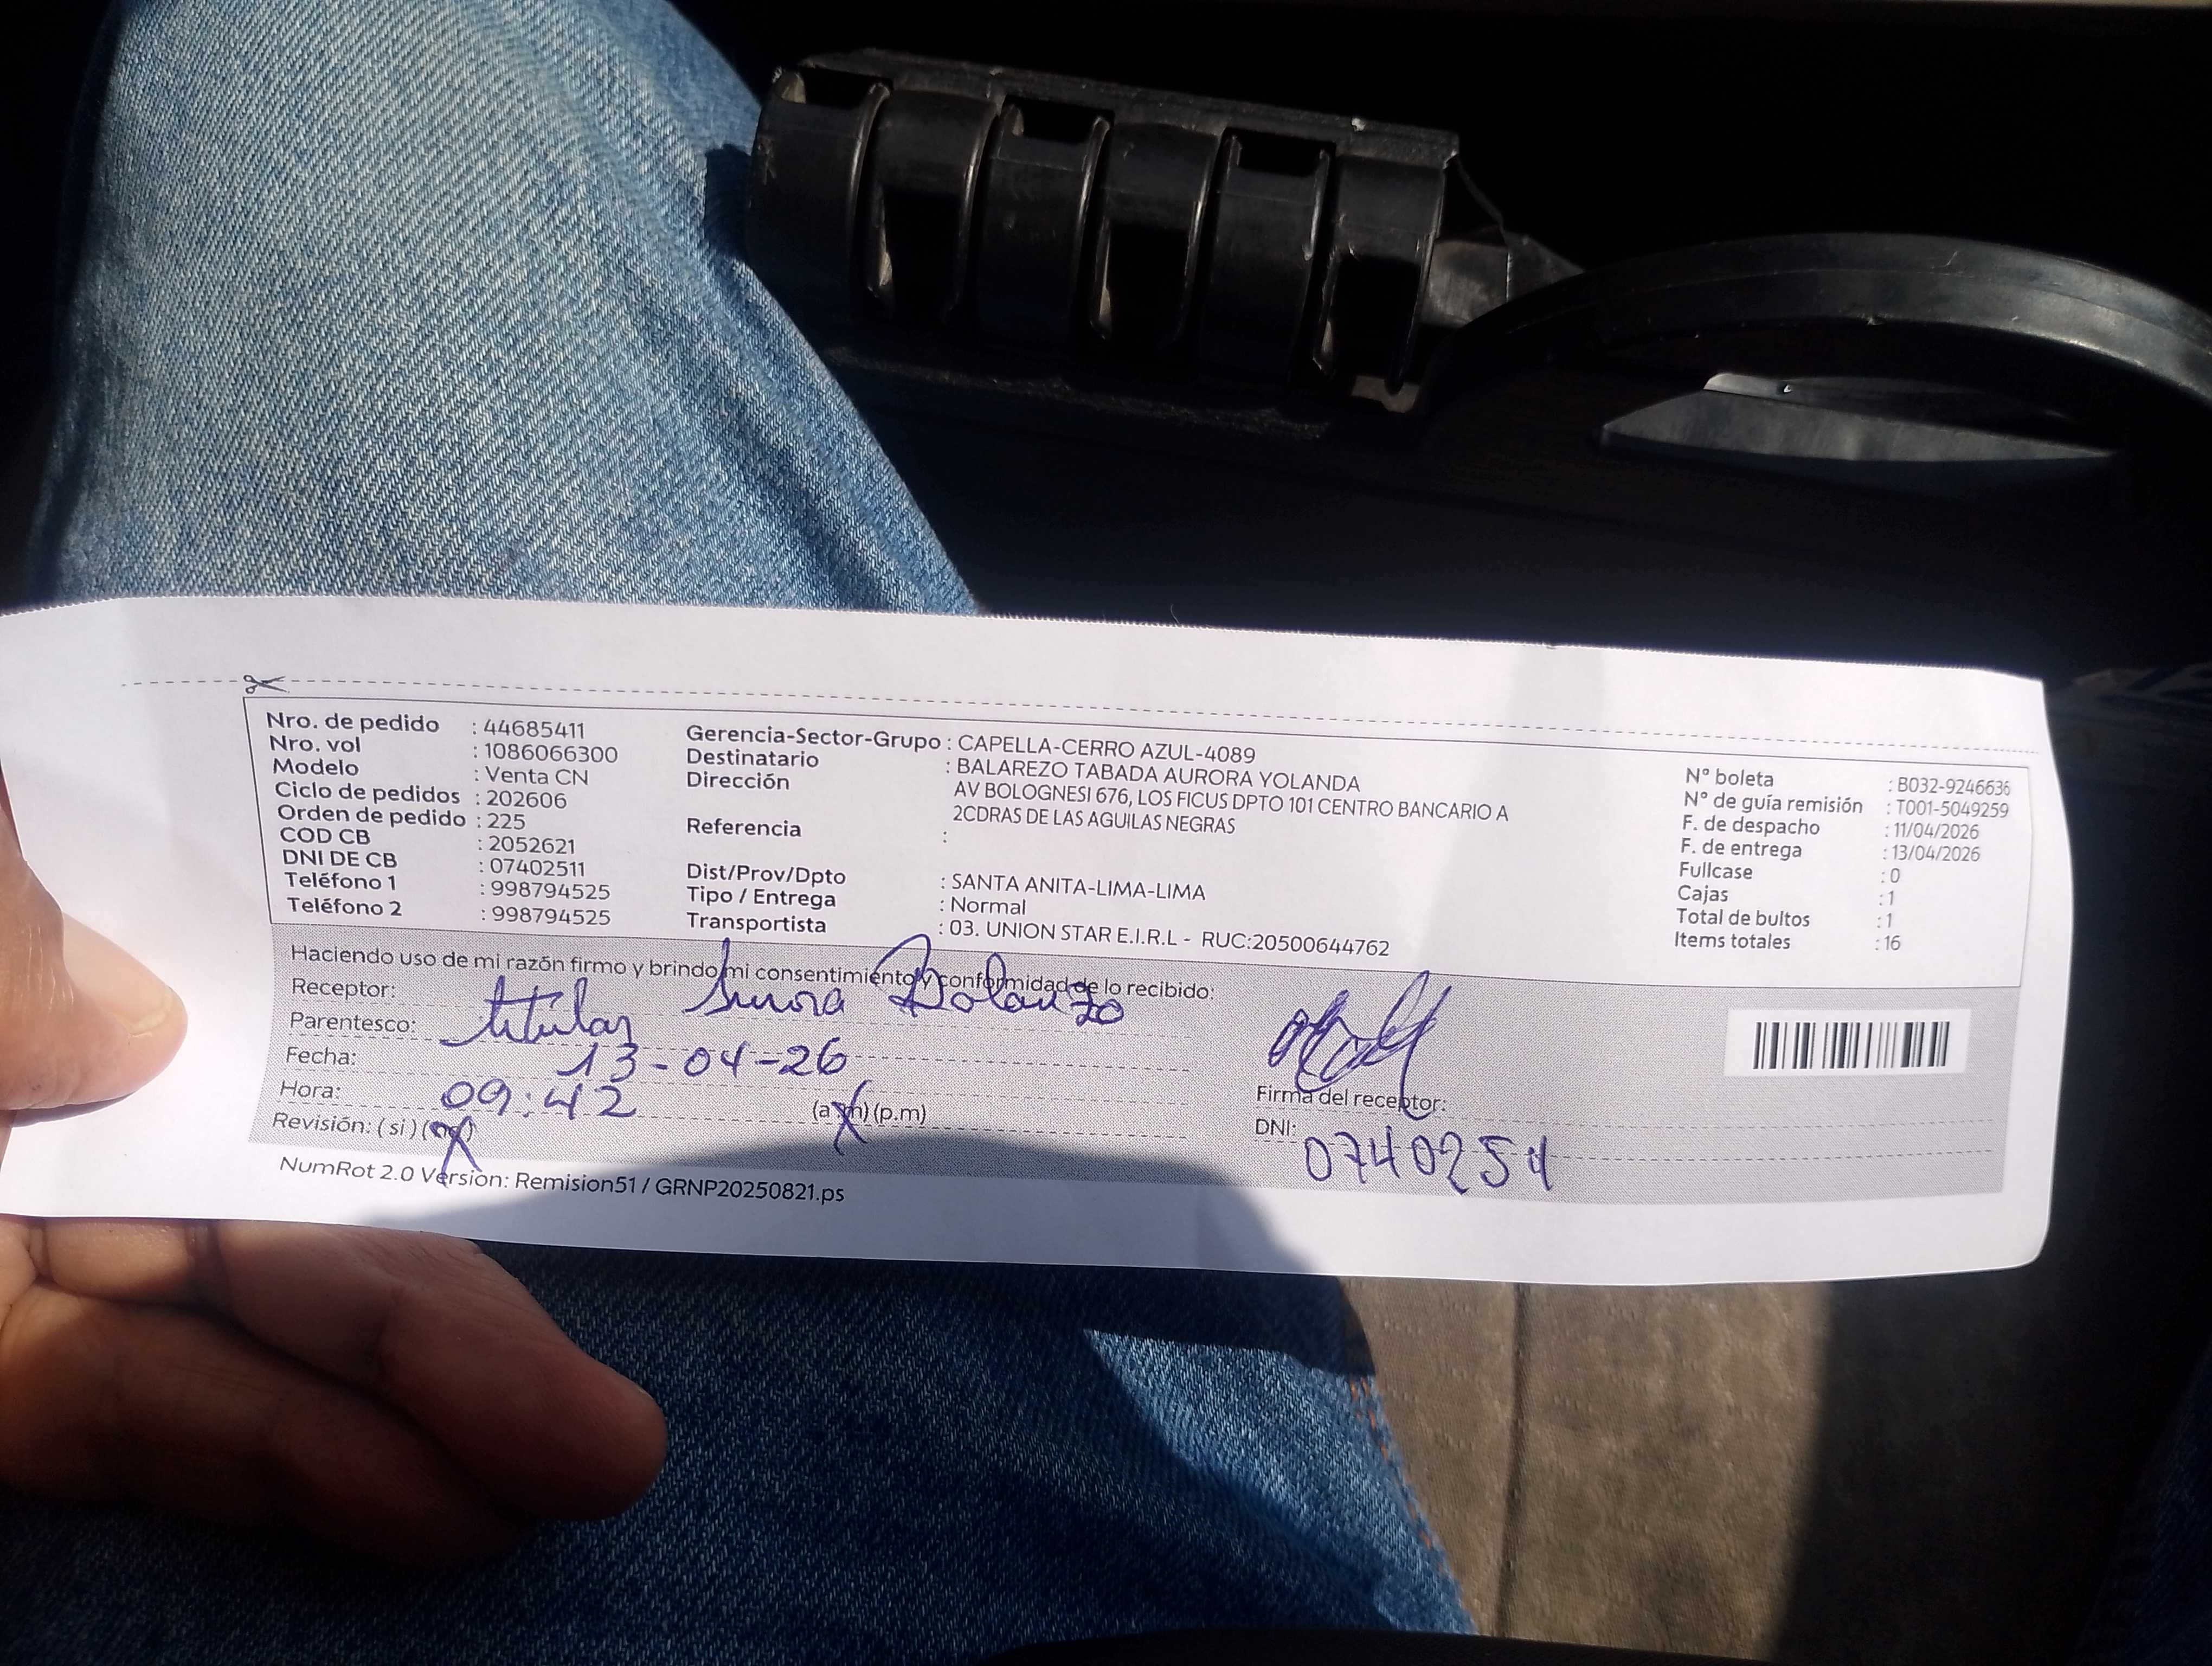 Nro. de pedido : 44685411
Nro. vol : 1086066300
Modelo : Venta CN
Ciclo de pedidos : 202606
Orden de pedido : 225
COD CB : 2052621
DNI DE CB : 07402511
Teléfono 1 : 998794525
Teléfono 2 : 998794525
Gerencia-Sector-Grupo : CAPELLA-CERRO AZUL-4089
Destinatario : BALAREZO TABADA AURORA YOLANDA
Dirección AV BOLOGNESI 676, LOS FICUS DPTO 101 CENTRO BANCARIO A
2CDRAS DE LAS AGUILAS NEGRAS
Referencia :
Dist/Prov/Dpto : SANTA ANITA-LIMA-LIMA
Tipo / Entrega : Normal
Transportista : 03. UNION STAR E.I.R.L - RUC:20500644762
N° boleta : B032-9246636
N° de guía remisión : T001-5049259
F. de despacho : 11/04/2026
F. de entrega : 13/04/2026
Fullcase : 0
Cajas : 1
Total de bultos : 1
Items totales : 16
Haciendo uso de mi razón firmo y brindo mi consentimiento y conformidad de lo recibido:
Receptor:
Parentesco: titular
Fecha: 13-04-26
Hora: 09:42 (a.m) (p.m)
Revisión: ( si ) (no)
Firma del receptor:
DNI:
NumRot 2.0 Version: Remision51 / GRNP20250821.ps